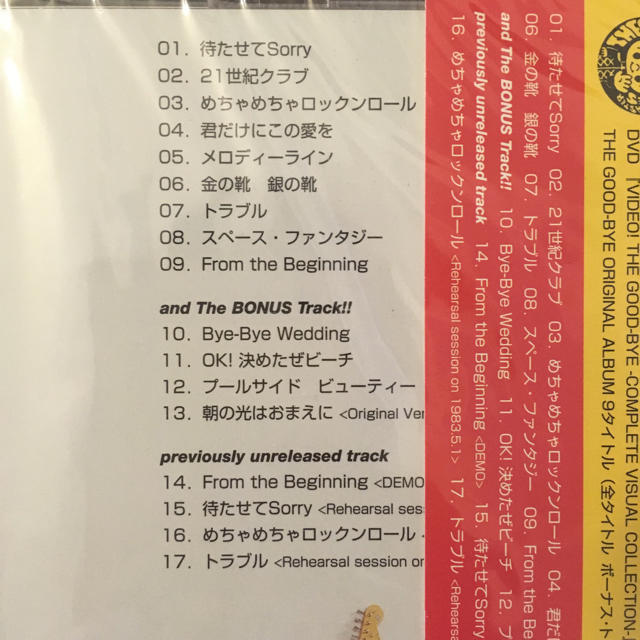 01. 待たせてSorry
02. 21世紀クラブ
03. めちゃめちゃロックンロール
04. 君だけにこの愛を
05. メロディーライン
06. 金の靴　銀の靴
07. トラブル
08. スペース・ファンタジー
09. From the Beginning
and The BONUS Track!!
10. Bye-Bye Wedding
11. OK! 決めたぜビーチ
12. プールサイド　ビューティー
13. 朝の光はおまえに <Original Ver
previously unreleased track
14. From the Beginning <DEMO
15. 待たせてSorry <Rehearsal ses
16. めちゃめちゃロックンロール <
17. トラブル <Rehearsal session on
DVD 「VIDEO! THE GOOD-BYE -COMPLETE VISUAL COLLECTION-
THE GOOD-BYE ORIGINAL ALBUM 9タイトル (全タイトル ボーナス・ト
01. 待たせてSorry 02. 21世紀クラブ 03. めちゃめちゃロックンロール 04. 君だ
06. 金の靴　銀の靴 07. トラブル 08. スペース・ファンタジー 09. From the Be
and The BONUS Track!! 10. Bye-Bye Wedding 11. OK! 決めたぜビーチ 12. プ
previously unreleased track 14. From the Beginning <DEMO> 15. 待たせてSorry
16. めちゃめちゃロックンロール <Rehearsal session on 1983.5.1> 17. トラブル <Rehearsal